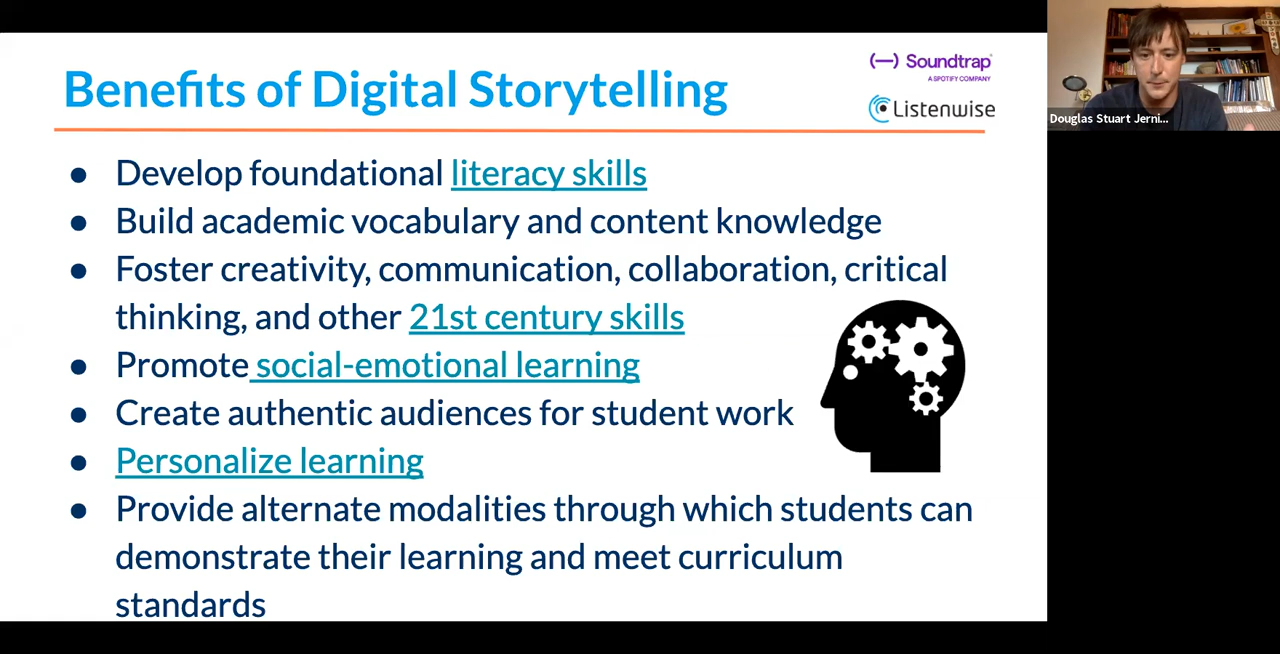 Benefits of Digital Storytelling
(—) Soundtrap
A SPOTIFY COMPANY
Listenwise
Douglas Stuart Jerni...
● Develop foundational literacy skills
● Build academic vocabulary and content knowledge
● Foster creativity, communication, collaboration, critical
thinking, and other 21st century skills
● Promote social-emotional learning
● Create authentic audiences for student work
● Personalize learning
● Provide alternate modalities through which students can
demonstrate their learning and meet curriculum
standards